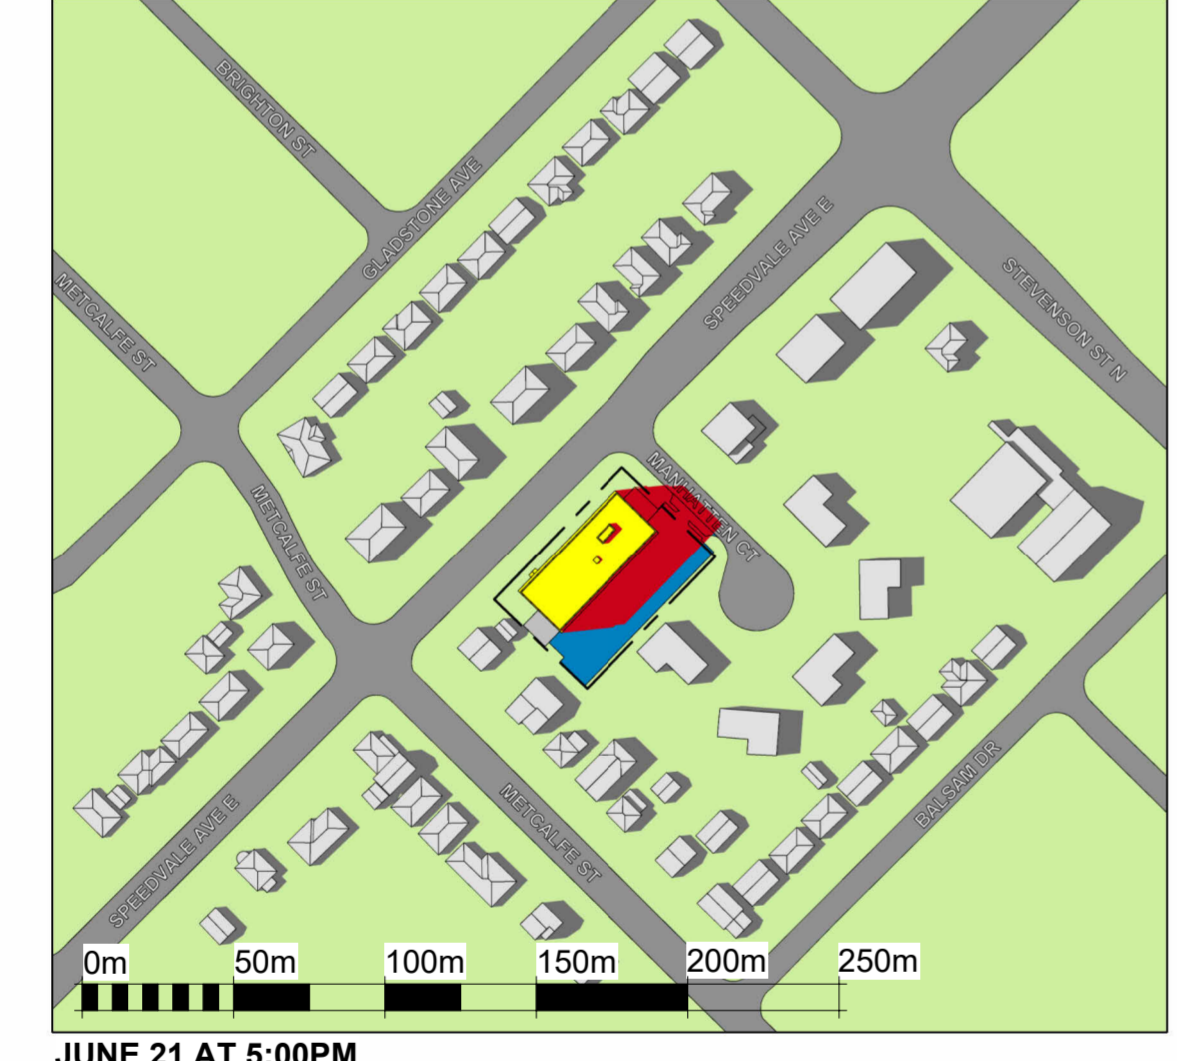 BRIGHTON ST
GLADSTONE AVE
METCALFE ST
SPEEDVALE AVE E
STEVENSON ST N
MANHATTEN CT
METCALFE ST
BALSAM DR
METCALFE ST
SPEEDVALE AVE E
0m 50m 100m 150m 200m 250m
JUNE 21 AT 5:00PM